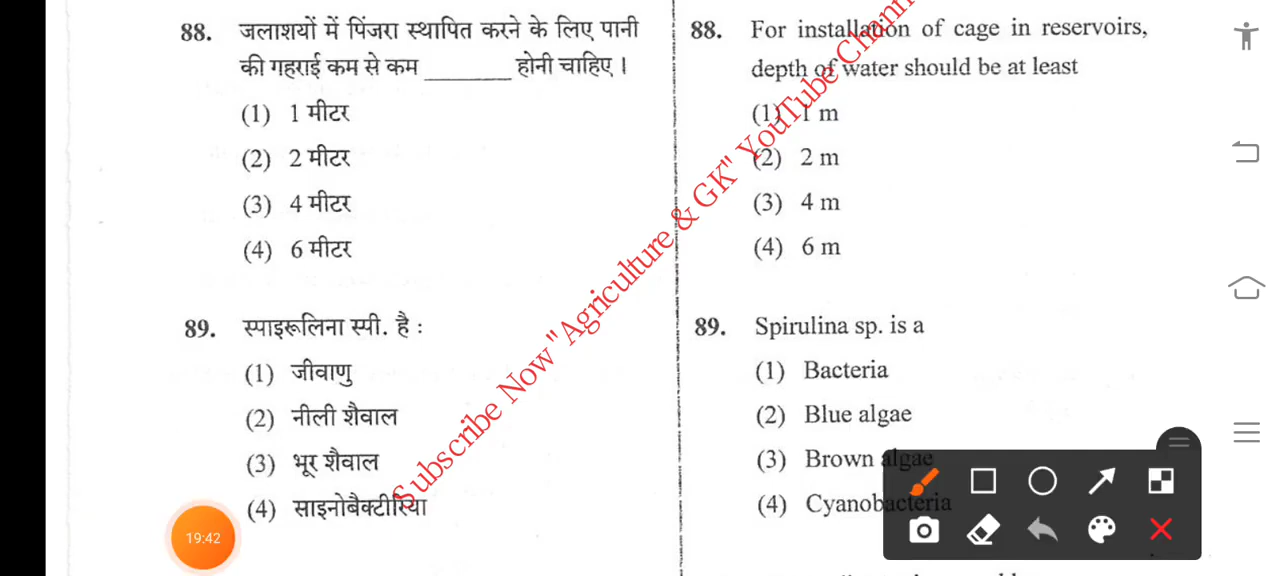 88. जलाशयों में पिंजरा स्थापित करने के लिए पानी
की गहराई कम से कम ________ होनी चाहिए ।
(1) 1 मीटर
(2) 2 मीटर
(3) 4 मीटर
(4) 6 मीटर
89. स्पाइरूलिना स्पी. है :
(1) जीवाणु
(2) नीली शैवाल
(3) भूर शैवाल
(4) साइनोबैक्टीरिया
88. For installation of cage in reservoirs,
depth of water should be at least
(1) 1 m
(2) 2 m
(3) 4 m
(4) 6 m
89. Spirulina sp. is a
(1) Bacteria
(2) Blue algae
(3) Brown algae
(4) Cyanobacteria
Subscribe Now "Agriculture & GK" YouTube Chann
19:42